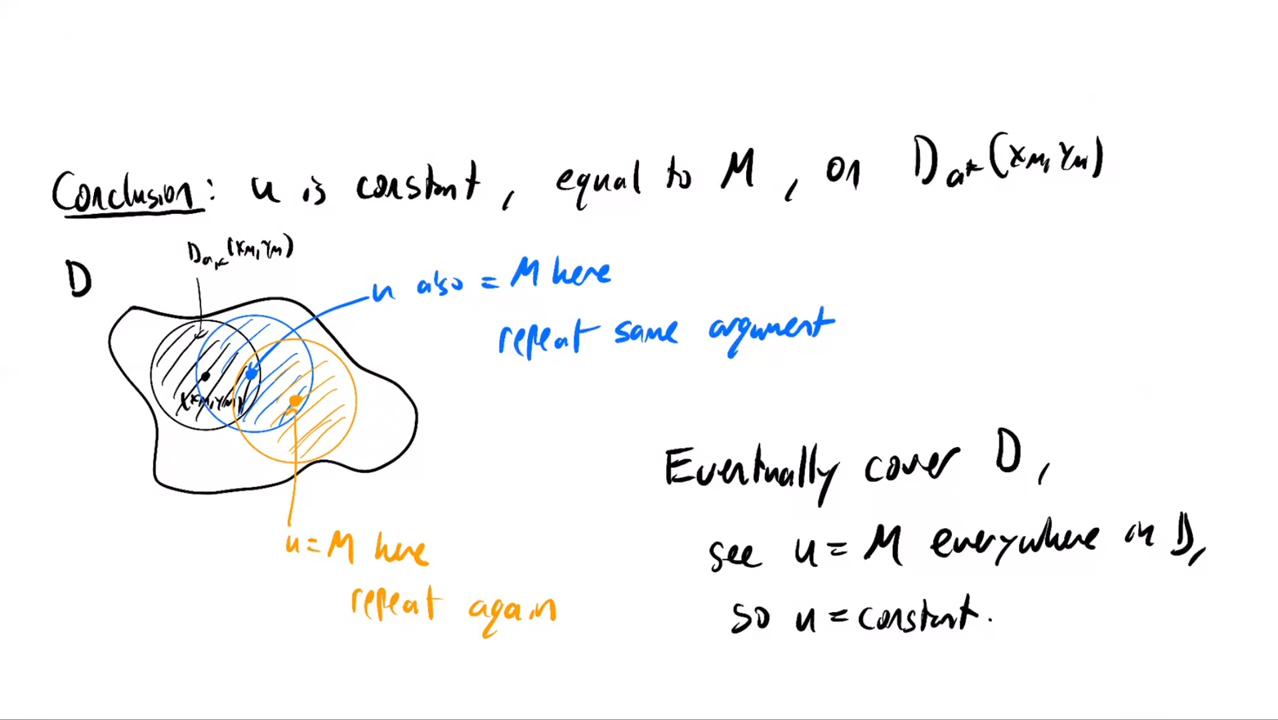 Conclusion: u is constant, equal to M, on D_{a*}(x_M, y_M)
D
D_{a*}(x_M, y_M)
u also = M here
repeat same argument
(x_M, y_M)
u = M here
repeat again
Eventually cover D,
see u = M everywhere in D,
so u = constant.